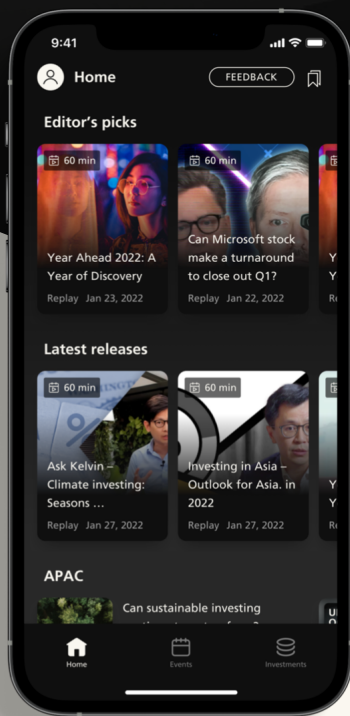 9:41
Home
FEEDBACK
Editor's picks
60 min
Year Ahead 2022: A
Year of Discovery
Replay Jan 23, 2022
60 min
Can Microsoft stock
make a turnaround
to close out Q1?
Replay Jan 22, 2022
Latest releases
60 min
Ask Kelvin –
Climate investing:
Seasons ...
Replay Jan 27, 2022
60 min
Investing in Asia –
Outlook for Asia. in
2022
Replay Jan 27, 2022
APAC
Can sustainable investing
Home
Events
Investments